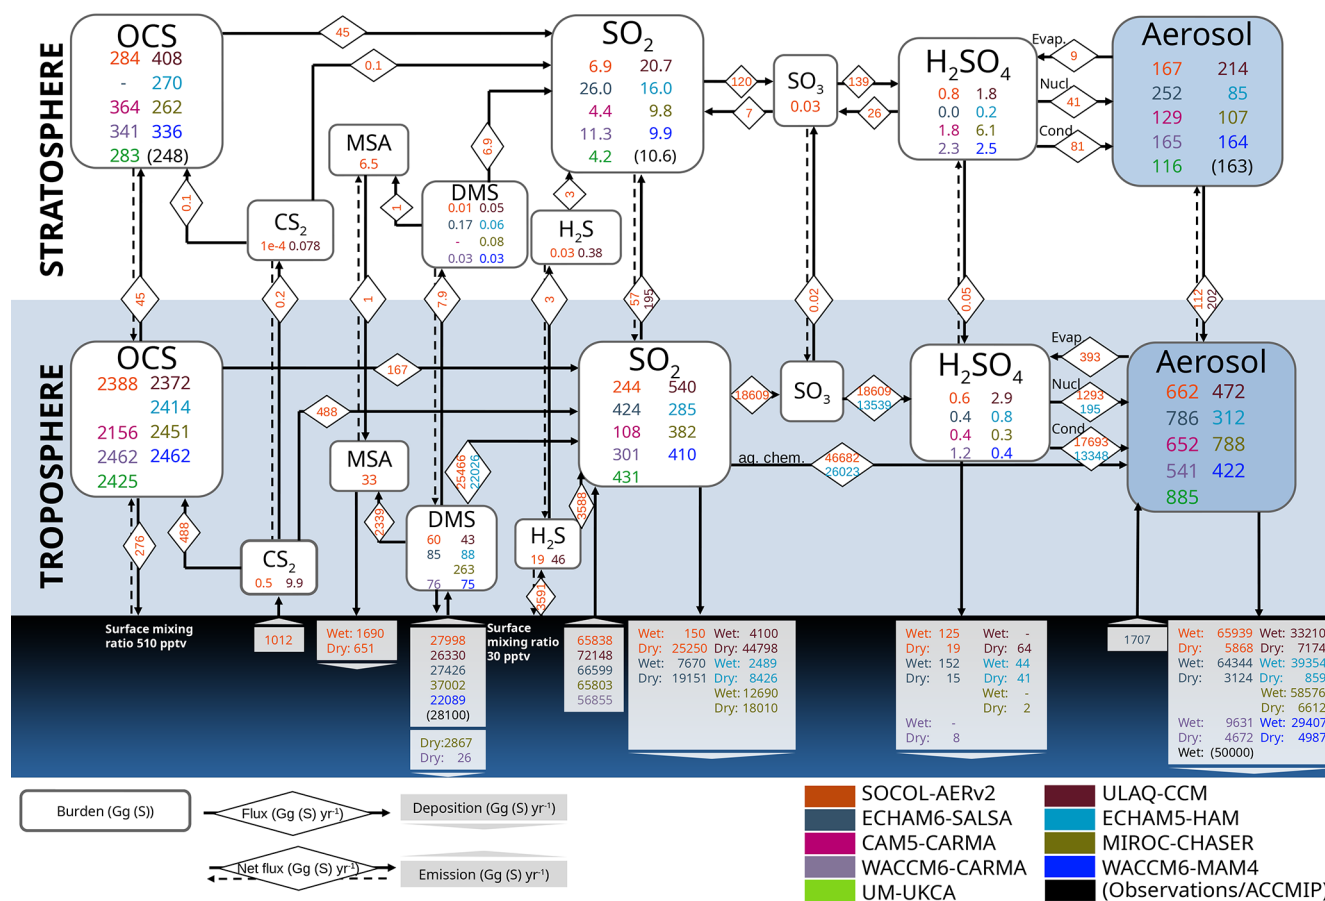 STRATOSPHERE
OCS
284 408
- 270
364 262
341 336
283 (248)
45
0.1
0.1
CS2
1e-4 0.078
MSA
6.5
1
DMS
0.01 0.05
0.17 0.06
- 0.08
0.03 0.03
6.9
H2S
0.03 0.38
3
SO2
6.9 20.7
26.0 16.0
4.4 9.8
11.3 9.9
4.2 (10.6)
120
7
SO3
0.03
139
26
H2SO4
0.8 1.8
0.0 0.2
1.8 6.1
2.3 2.5
Evap.
9
Nucl.
41
Cond.
81
Aerosol
167 214
252 85
129 107
165 164
116 (163)
45
0.2
1
7.9
3
57 195
0.02
0.05
112 202
TROPOSPHERE
OCS
2388 2372
2414
2156 2451
2462 2462
2425
167
488
276
488
CS2
0.5 9.9
MSA
33
2339
DMS
60 43
85 88
263
76 75
25466
22026
H2S
19 46
3588
3591
SO2
244 540
424 285
108 382
301 410
431
18609
SO3
18609
13539
aq. chem.
46682
26023
H2SO4
0.6 2.9
0.4 0.8
0.4 0.3
1.2 0.4
Evap.
393
Nucl.
1293
195
Cond.
17693
13348
Aerosol
662 472
786 312
652 788
541 422
885
Surface mixing
ratio 510 pptv
1012
Wet: 1690
Dry: 651
27998
26330
27426
37002
22089
(28100)
Dry:2867
Dry: 26
Surface
mixing ratio
30 pptv
65838
72148
66599
65803
56855
Wet: 150 Wet: 4100
Dry: 25250 Dry: 44798
Wet: 7670 Wet: 2489
Dry: 19151 Dry: 8426
Wet:12690
Dry: 18010
Wet: 125 Wet: -
Dry: 19 Dry: 64
Wet: 152 Wet: 44
Dry: 15 Dry: 41
Wet: -
Dry: 2
Wet: -
Dry: 8
1707
Wet: 65939 Wet: 33210
Dry: 5868 Dry: 7174
Wet: 64344 Wet: 39354
Dry: 3124 Dry: 859
Wet: 58576
Dry: 6612
Wet: 9631 Wet: 29407
Dry: 4672 Dry: 4987
Wet: (50000)
Burden (Gg (S))
Flux (Gg (S) yr-1)
Deposition (Gg (S) yr-1)
Net flux (Gg (S) yr-1)
Emission (Gg (S) yr-1)
SOCOL-AERv2
ULAQ-CCM
ECHAM6-SALSA
ECHAM5-HAM
CAM5-CARMA
MIROC-CHASER
WACCM6-CARMA
WACCM6-MAM4
UM-UKCA
(Observations/ACCMIP)